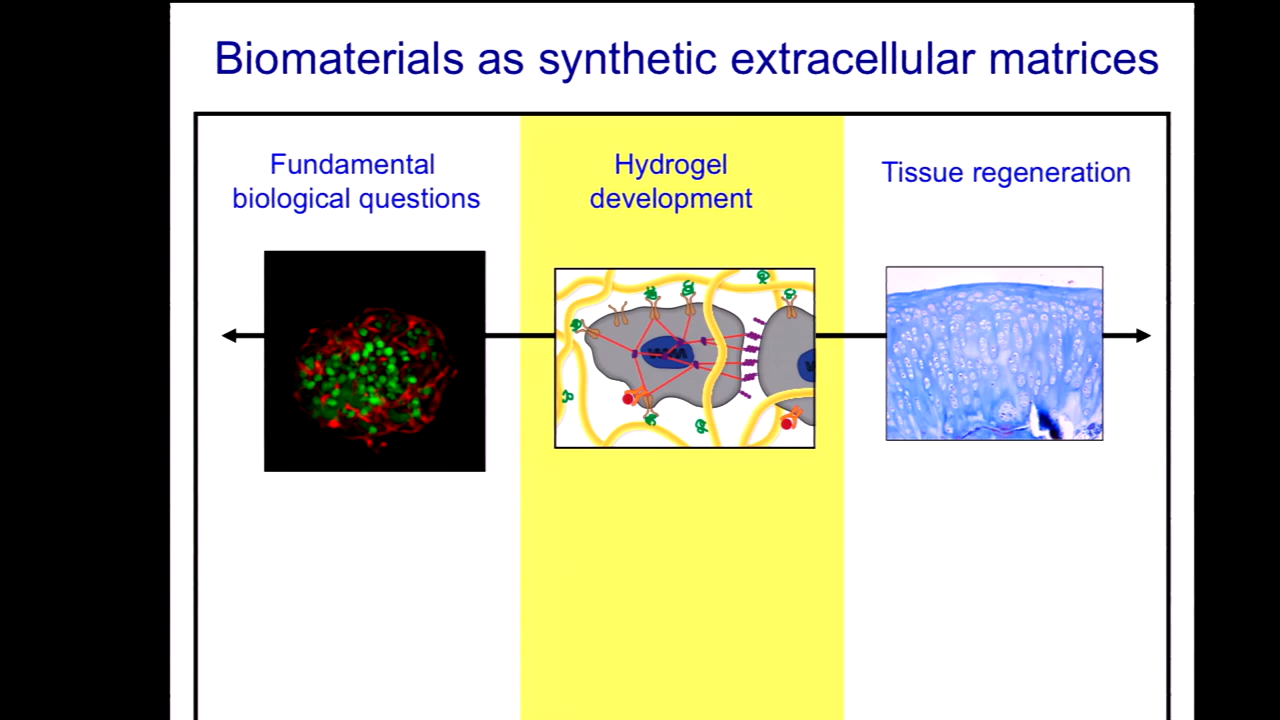 Biomaterials as synthetic extracellular matrices
Fundamental
biological questions
Hydrogel
development
Tissue regeneration